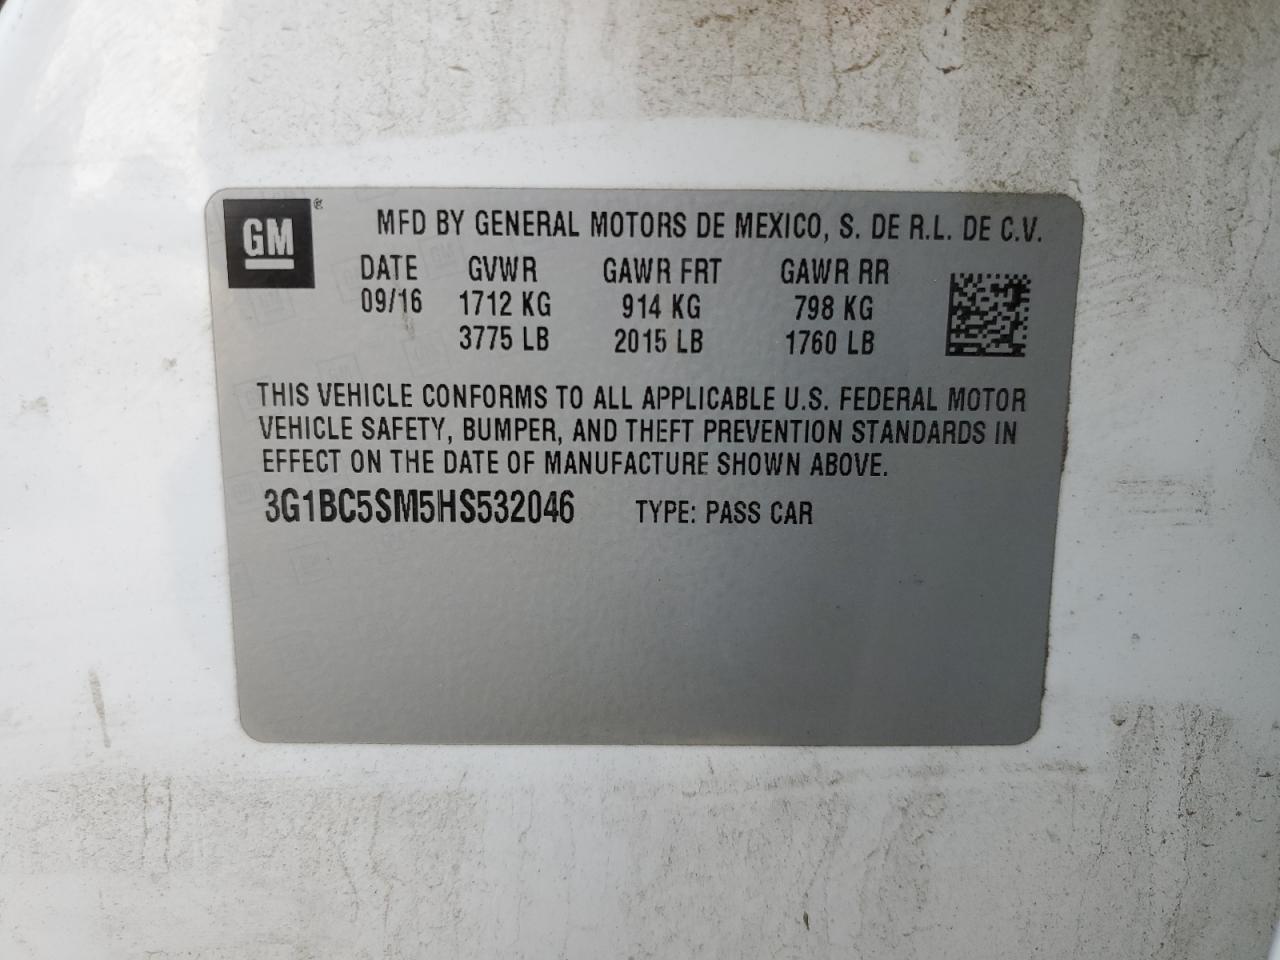 GM®
MFD BY GENERAL MOTORS DE MEXICO, S. DE R.L. DE C.V.
DATE GVWR GAWR FRT GAWR RR
09/16 1712 KG 914 KG 798 KG
3775 LB 2015 LB 1760 LB
THIS VEHICLE CONFORMS TO ALL APPLICABLE U.S. FEDERAL MOTOR
VEHICLE SAFETY, BUMPER, AND THEFT PREVENTION STANDARDS IN
EFFECT ON THE DATE OF MANUFACTURE SHOWN ABOVE.
3G1BC5SM5HS532046 TYPE: PASS CAR